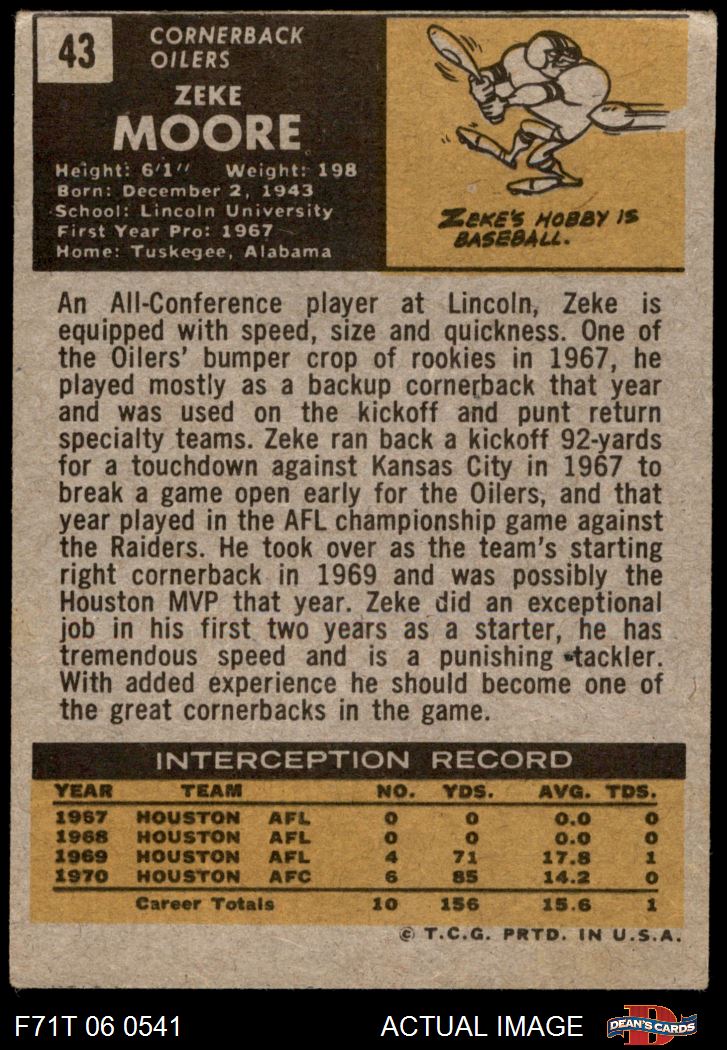 43
CORNERBACK
OILERS
ZEKE
MOORE
Height: 6'1" Weight: 198
Born: December 2, 1943
School: Lincoln University
First Year Pro: 1967
Home: Tuskegee, Alabama
ZEKE'S HOBBY IS
BASEBALL.
An All-Conference player at Lincoln, Zeke is
equipped with speed, size and quickness. One of
the Oilers' bumper crop of rookies in 1967, he
played mostly as a backup cornerback that year
and was used on the kickoff and punt return
specialty teams. Zeke ran back a kickoff 92-yards
for a touchdown against Kansas City in 1967 to
break a game open early for the Oilers, and that
year played in the AFL championship game against
the Raiders. He took over as the team's starting
right cornerback in 1969 and was possibly the
Houston MVP that year. Zeke did an exceptional
job in his first two years as a starter, he has
tremendous speed and is a punishing tackler.
With added experience he should become one of
the great cornerbacks in the game.
INTERCEPTION RECORD
YEAR TEAM NO. YDS. AVG. TDS.
1967 HOUSTON AFL 0 0 0.0 0
1968 HOUSTON AFL 0 0 0.0 0
1969 HOUSTON AFL 4 71 17.8 1
1970 HOUSTON AFC 6 85 14.2 0
Career Totals 10 156 15.6 1
© T.C.G. PRTD. IN U.S.A.
F71T 06 0541 ACTUAL IMAGE D DEAN'S CARDS